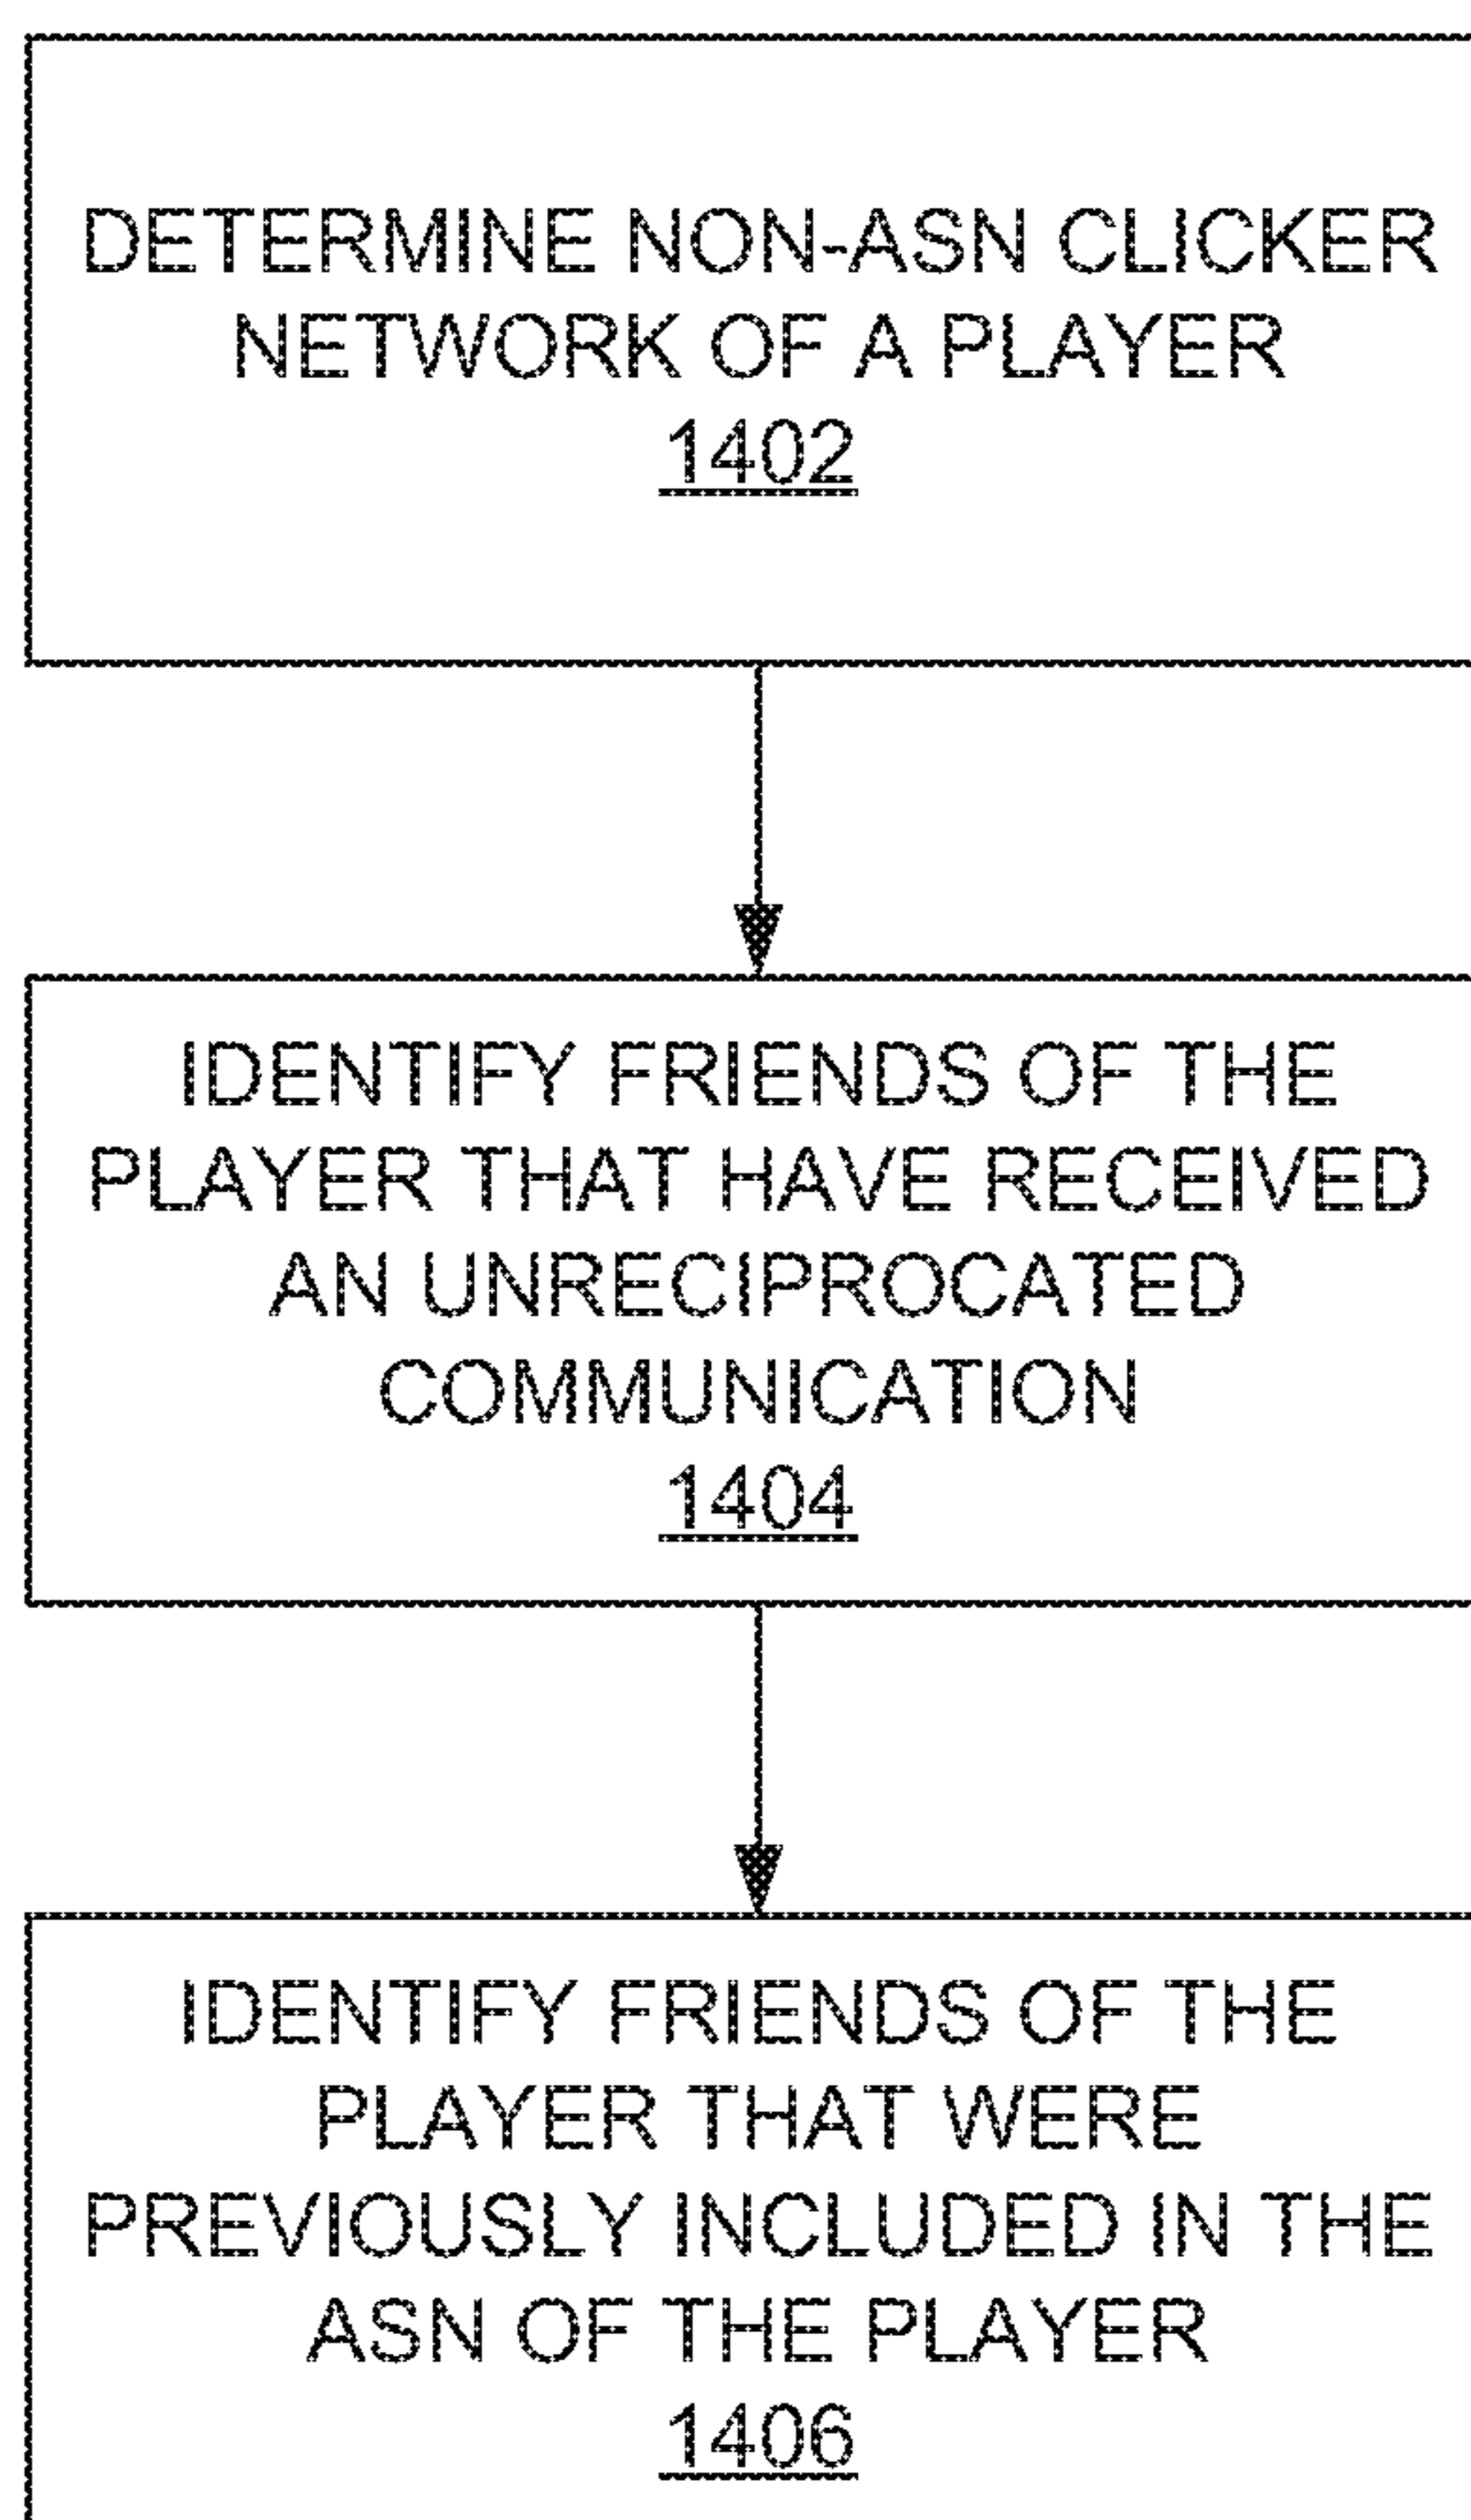 DETERMINE NON-ASN CLICKER
NETWORK OF A PLAYER
1402
IDENTIFY FRIENDS OF THE
PLAYER THAT HAVE RECEIVED
AN UNRECIPROCATED
COMMUNICATION
1404
IDENTIFY FRIENDS OF THE
PLAYER THAT WERE
PREVIOUSLY INCLUDED IN THE
ASN OF THE PLAYER
1406